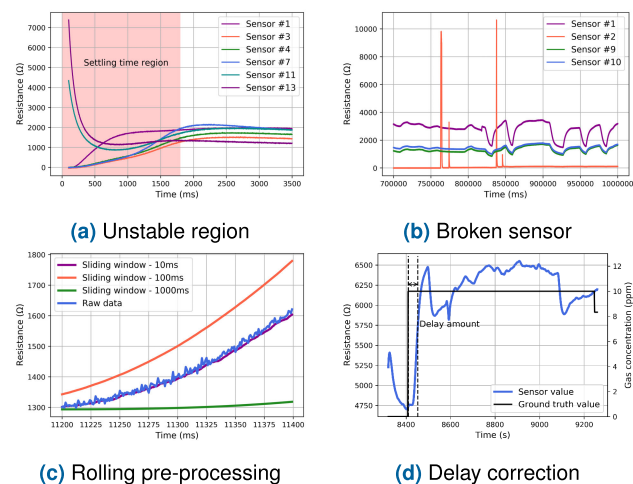 7000
6000
5000
4000
3000
2000
1000
0
Resistance (Ω)
Settling time region
Sensor #1
Sensor #3
Sensor #4
Sensor #7
Sensor #11
Sensor #13
0 500 1000 1500 2000 2500 3000 3500
Time (ms)
(a) Unstable region
10000
8000
6000
4000
2000
0
Resistance (Ω)
Sensor #1
Sensor #2
Sensor #9
Sensor #10
700000 750000 800000 850000 900000 950000 1000000
Time (ms)
(b) Broken sensor
1800
1700
1600
1500
1400
1300
Resistance (Ω)
Sliding window - 10ms
Sliding window - 100ms
Sliding window - 1000ms
Raw data
11200 11225 11250 11275 11300 11325 11350 11375 11400
Time (ms)
(c) Rolling pre-processing
6500
6250
6000
5750
5500
5250
5000
4750
Resistance (Ω)
Delay amount
Sensor value
Ground truth value
12
10
8
6
4
2
0
Gas concentration (ppm)
8400 8600 8800 9000 9200
Time (s)
(d) Delay correction